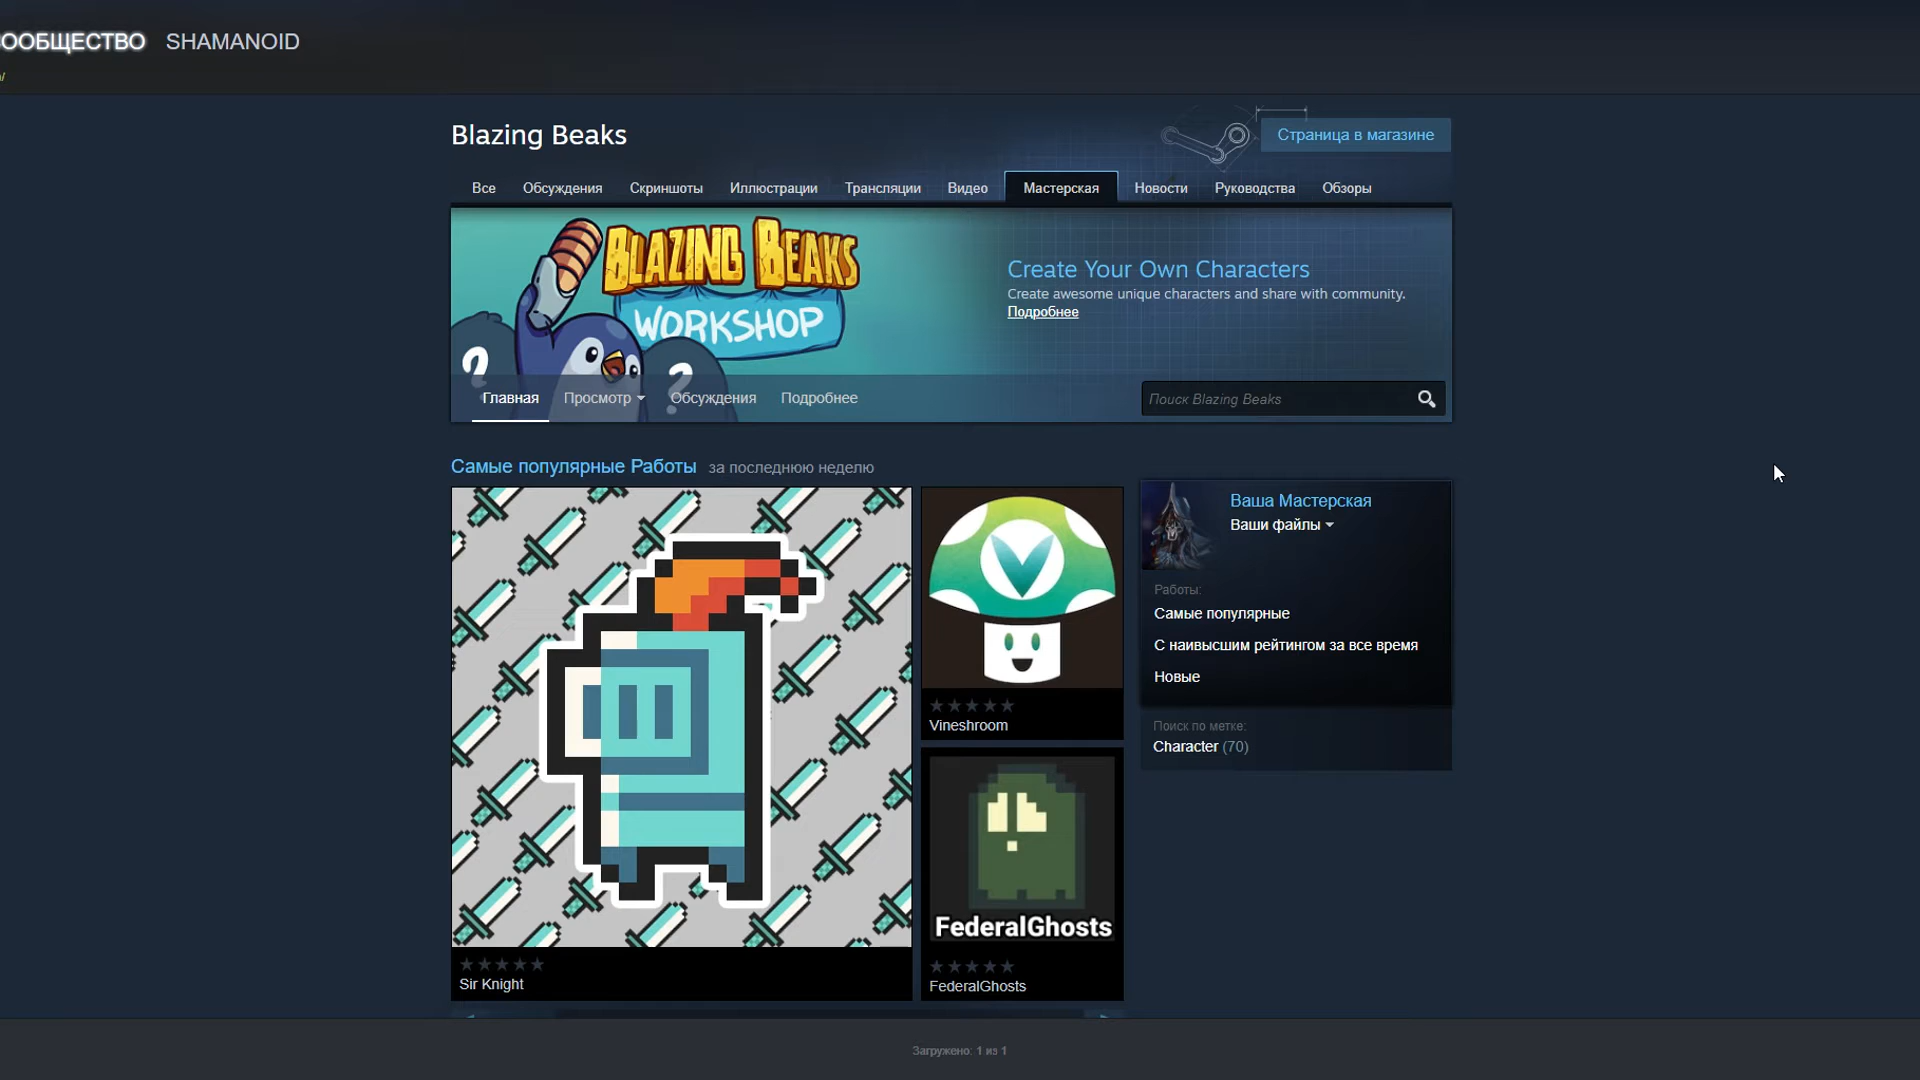 СООБЩЕСТВО SHAMANOID
/
Blazing Beaks
Страница в магазине
Все Обсуждения Скриншоты Иллюстрации Трансляции Видео Мастерская Новости Руководства Обзоры
BLAZING BEAKS
WORKSHOP
Create Your Own Characters
Create awesome unique characters and share with community.
Подробнее
? ?
Главная Просмотр Обсуждения Подробнее
Поиск Blazing Beaks
Самые популярные Работы за последнюю неделю
Vineshroom
FederalGhosts
FederalGhosts
Sir Knight
Ваша Мастерская
Ваши файлы
Работы:
Самые популярные
С наивысшим рейтингом за все время
Новые
Поиск по метке:
Character (70)
Загружено: 1 из 1